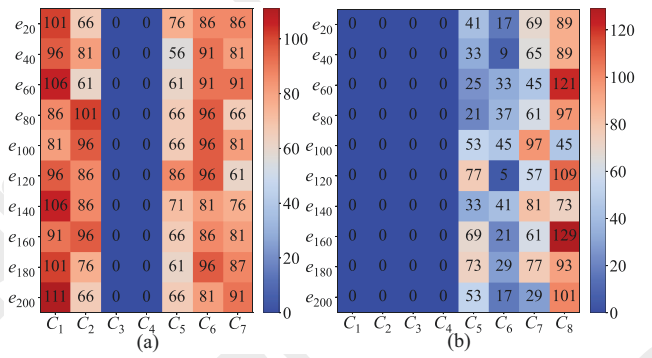 e20 101 66 0 0 76 86 86
e40 96 81 0 0 56 91 81
e60 106 61 0 0 61 91 91
e80 86 101 0 0 66 96 66
e100 81 96 0 0 66 96 81
e120 96 86 0 0 86 96 61
e140 106 86 0 0 71 81 76
e160 91 96 0 0 66 86 81
e180 101 76 0 0 61 96 87
e200 111 66 0 0 66 81 91
C1 C2 C3 C4 C5 C6 C7
80
60
40
20
0
(a)
e20 0 0 0 0 41 17 69 89
e40 0 0 0 0 33 9 65 89
e60 0 0 0 0 25 33 45 121
e80 0 0 0 0 21 37 61 97
e100 0 0 0 0 53 45 97 45
e120 0 0 0 0 77 5 57 109
e140 0 0 0 0 33 41 81 73
e160 0 0 0 0 69 21 61 129
e180 0 0 0 0 73 29 77 93
e200 0 0 0 0 53 17 29 101
C1 C2 C3 C4 C5 C6 C7 C8
120
100
80
60
40
20
0
(b)